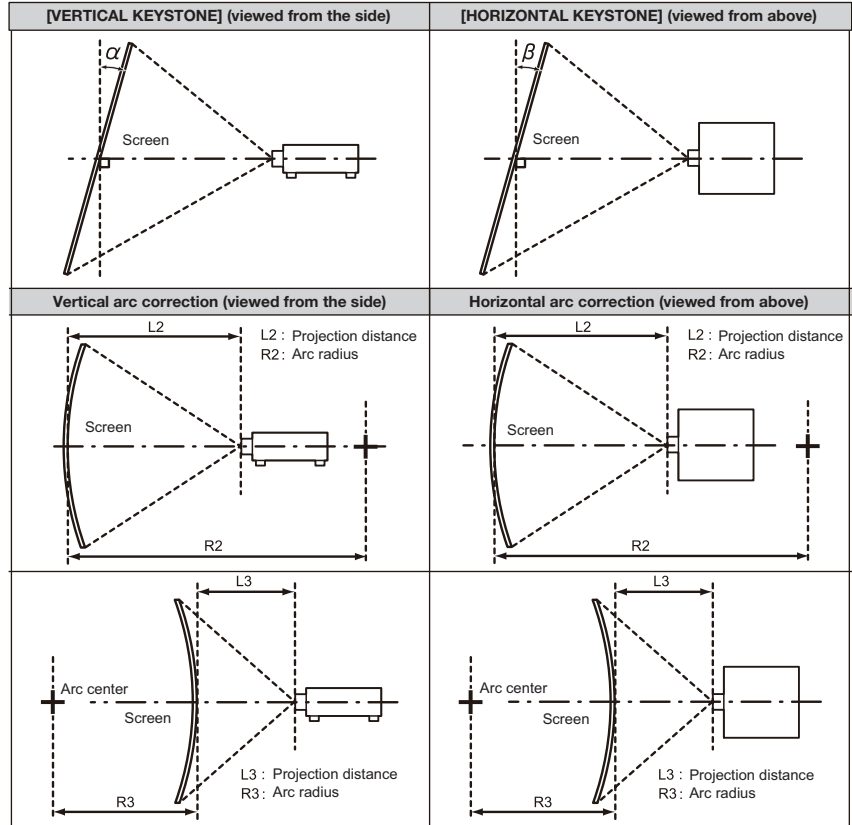 [VERTICAL KEYSTONE] (viewed from the side)
[HORIZONTAL KEYSTONE] (viewed from above)
α
Screen
β
Screen
Vertical arc correction (viewed from the side)
Horizontal arc correction (viewed from above)
L2
L2 : Projection distance
R2: Arc radius
Screen
R2
L2
L2 : Projection distance
R2: Arc radius
Screen
R2
L3
Arc center
Screen
L3 : Projection distance
R3: Arc radius
R3
L3
Arc center
Screen
L3 : Projection distance
R3: Arc radius
R3